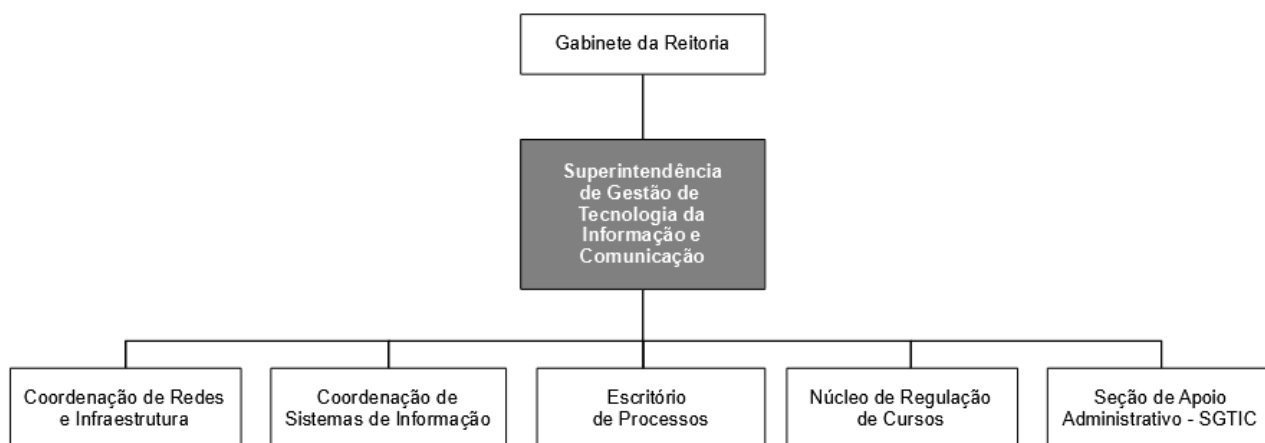 Gabinete da Reitoria
Superintendência
de Gestão de
Tecnologia da
Informação e
Comunicação
Coordenação de Redes
e Infraestrutura
Coordenação de
Sistemas de Informação
Escritório
de Processos
Núcleo de Regulação
de Cursos
Seção de Apoio
Administrativo - SGTIC